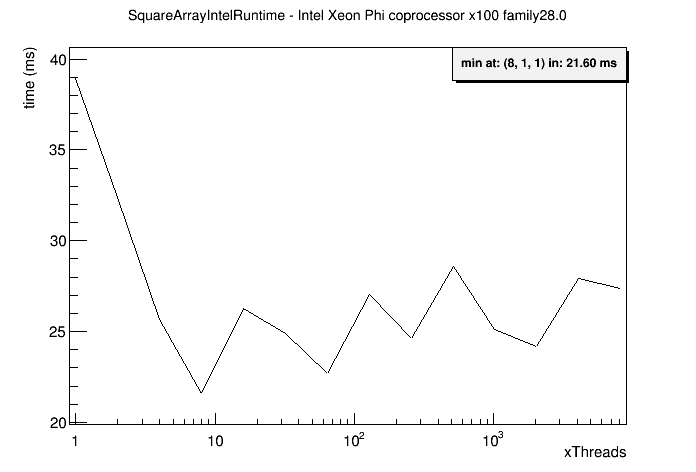 SquareArrayIntelRuntime - Intel Xeon Phi coprocessor x100 family28.0
time (ms)
min at: (8, 1, 1) in: 21.60 ms
40
35
30
25
20
1 10 10² 10³
xThreads